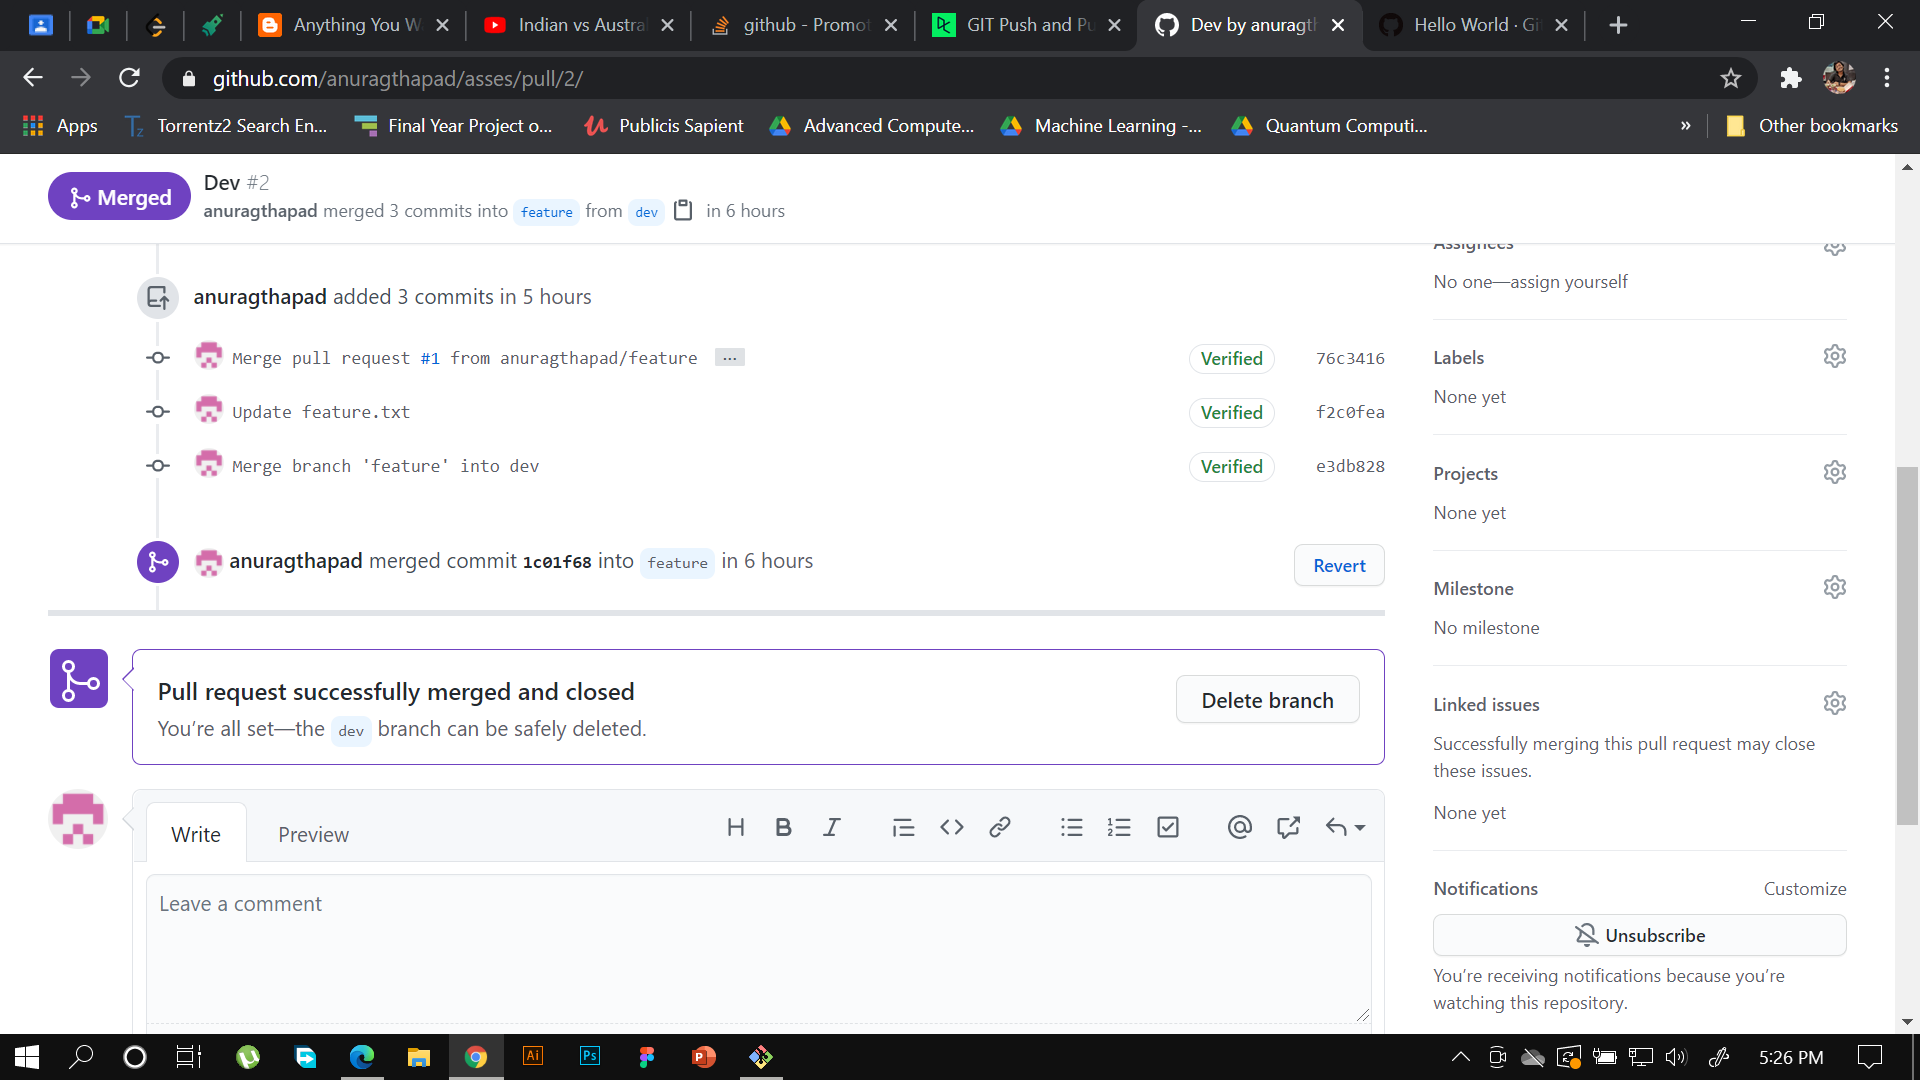 Anything You W
Indian vs Austra
github - Promot
GIT Push and Pu
Dev by anuragth
Hello World · Git
github.com/anuragthapad/asses/pull/2/
Apps
Torrentz2 Search En...
Final Year Project o...
Publicis Sapient
Advanced Compute...
Machine Learning -...
Quantum Computi...
»
Other bookmarks
Merged
Dev #2
anuragthapad merged 3 commits into feature from dev in 6 hours
anuragthapad added 3 commits in 5 hours
Merge pull request #1 from anuragthapad/feature ... Verified 76c3416
Update feature.txt Verified f2c0fea
Merge branch 'feature' into dev Verified e3db828
anuragthapad merged commit 1c01f68 into feature in 6 hours
Revert
Pull request successfully merged and closed
You're all set—the dev branch can be safely deleted.
Delete branch
Write
Preview
Leave a comment
Assignees
No one—assign yourself
Labels
None yet
Projects
None yet
Milestone
No milestone
Linked issues
Successfully merging this pull request may close
these issues.
None yet
Notifications
Customize
Unsubscribe
You're receiving notifications because you're
watching this repository.
Ai
Ps
5:26 PM